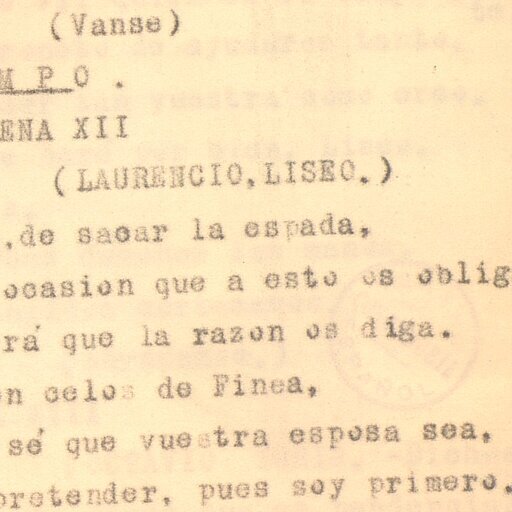 (Vanse)
M P O .
ENA XII
(LAURENCIO,LISEO.)
,de sacar la espada,
ocasion que a esto os oblig
rá que la razon os diga.
n celos de Finea,
sé que vuestra esposa sea,
pretender, pues soy primero.